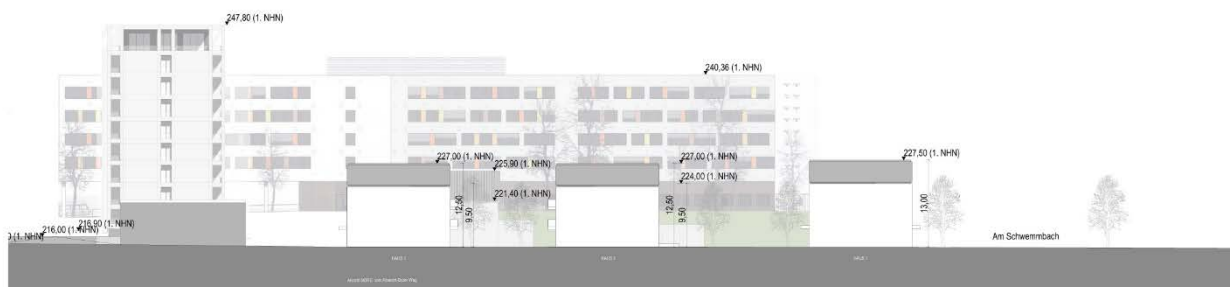 247,80 (1. NHN)
240,36 (1. NHN)
227,00 (1. NHN)
225,90 (1. NHN)
227,00 (1. NHN)
227,50 (1. NHN)
224,00 (1. NHN)
221,40 (1. NHN)
12,50
9,50
12,50
9,50
13,00
216,90 (1. NHN)
216,00 (1. NHN)
(1. NHN)
Am Schwemmbach